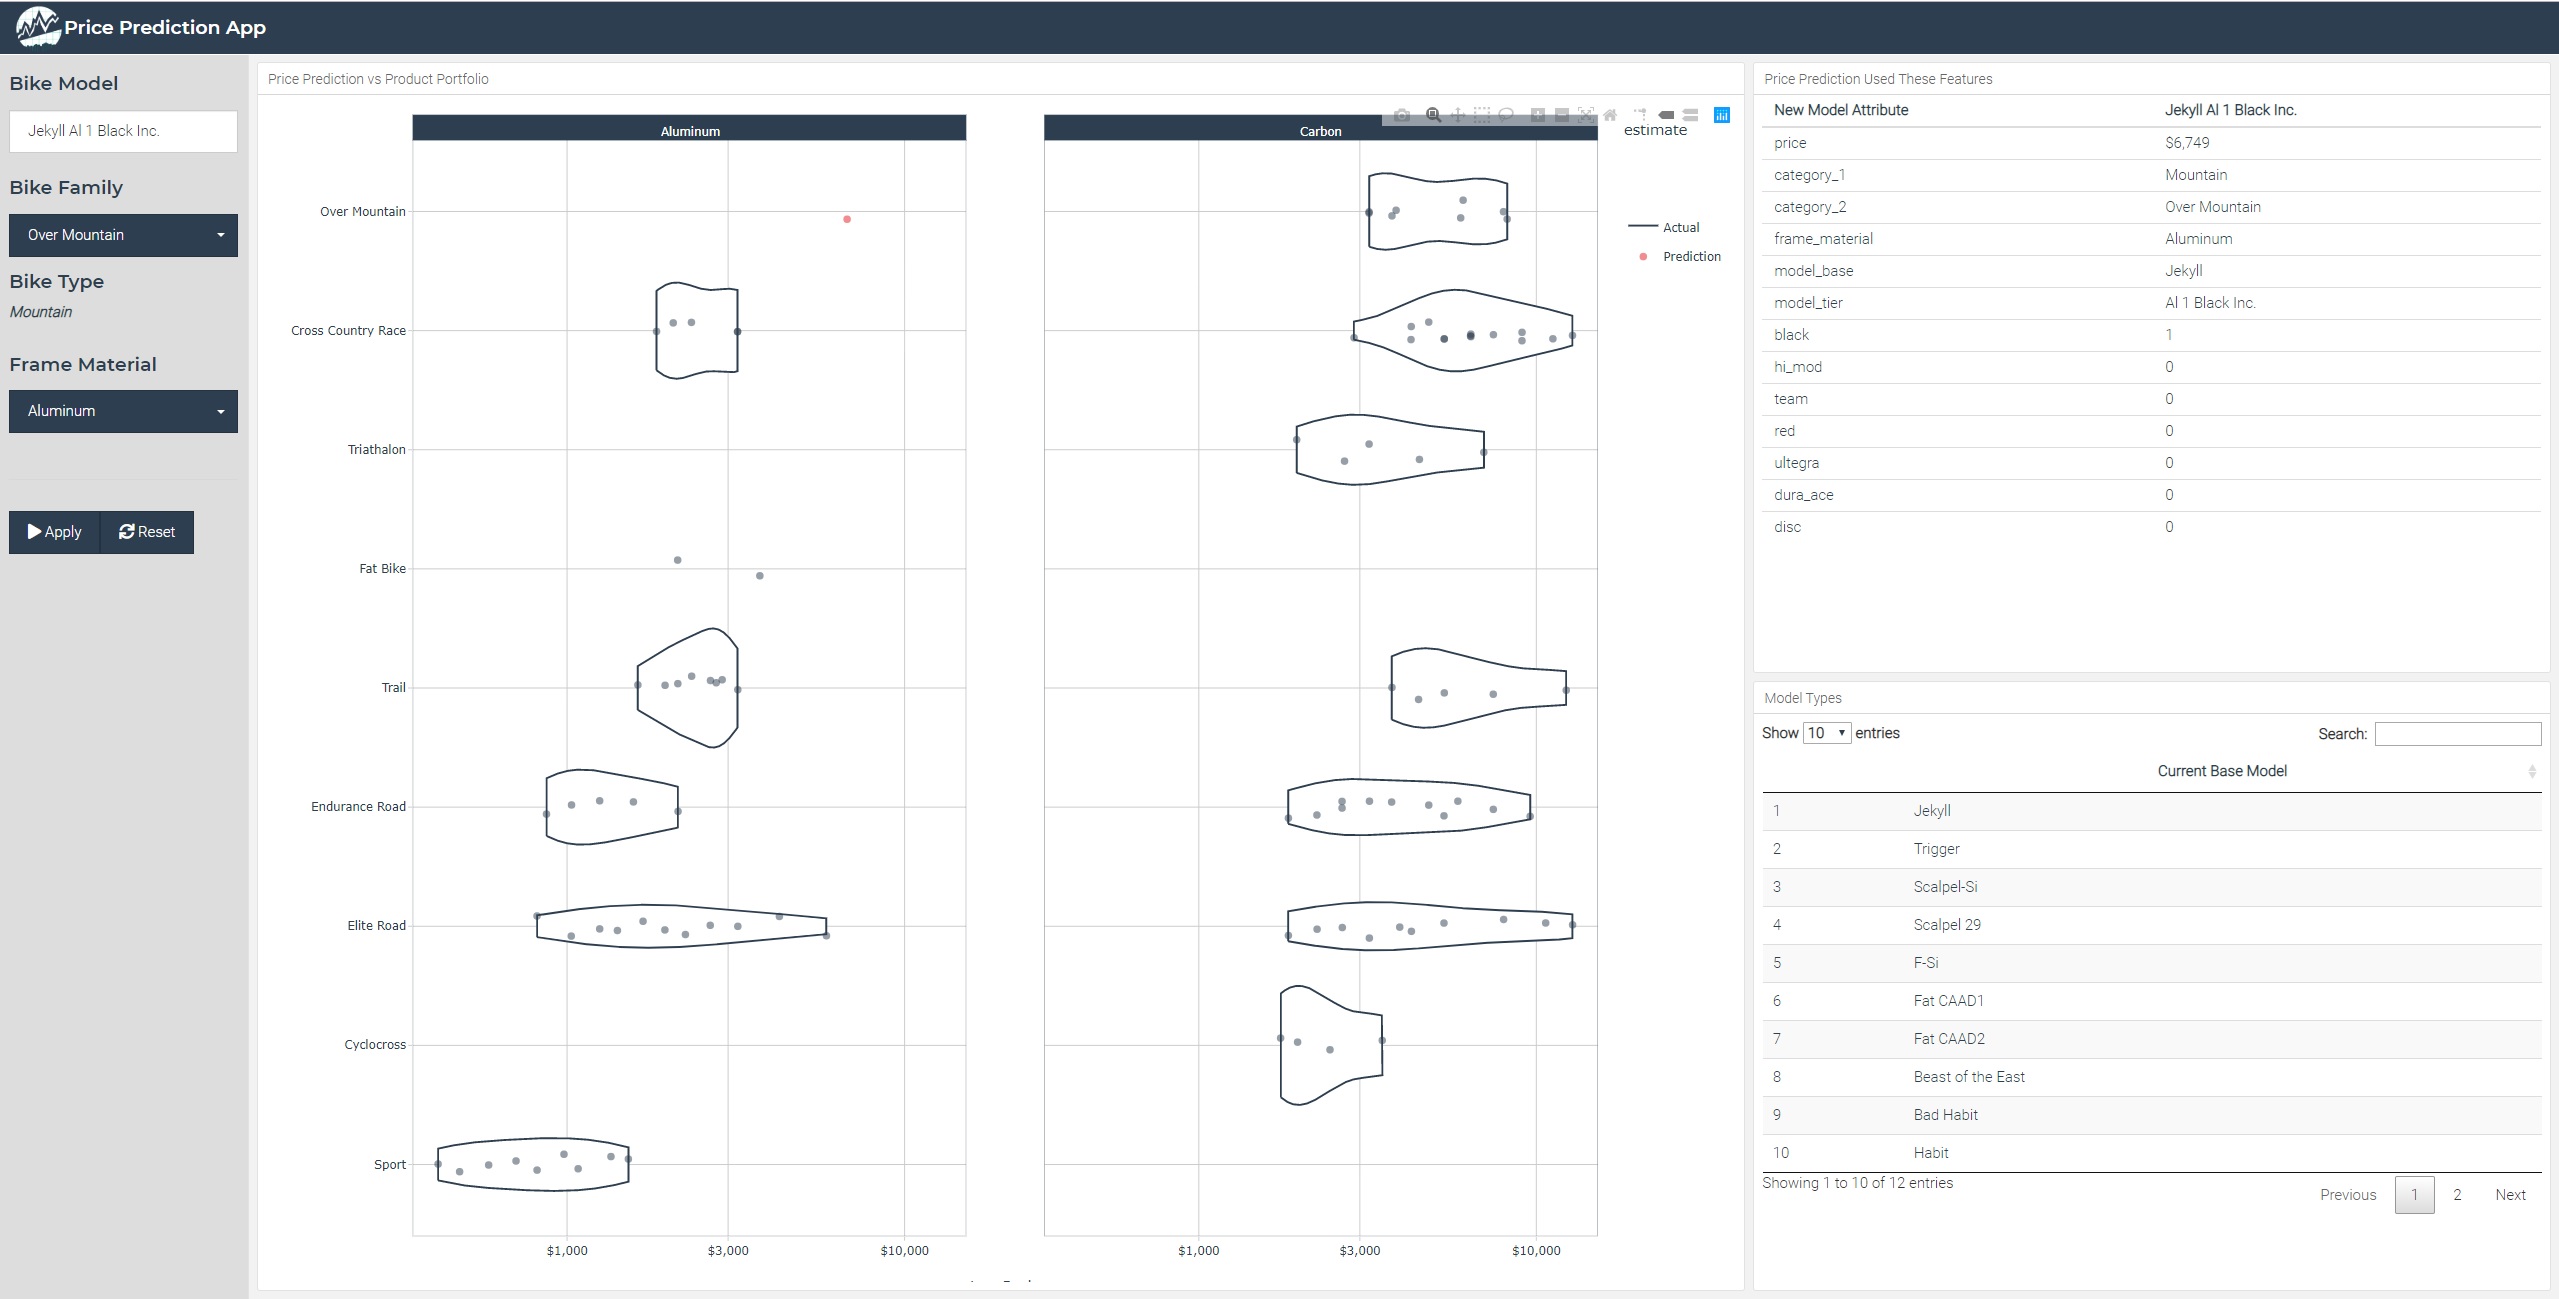 Price Prediction App
Bike Model
Jekyll Al 1 Black Inc.
Bike Family
Over Mountain
Bike Type
Mountain
Frame Material
Aluminum
Apply
Reset
Price Prediction vs Product Portfolio
Aluminum
Carbon
estimate
Actual
Prediction
Over Mountain
Cross Country Race
Triathalon
Fat Bike
Trail
Endurance Road
Elite Road
Cyclocross
Sport
$1,000 $3,000 $10,000
$1,000 $3,000 $10,000
Price Prediction Used These Features
New Model Attribute Jekyll Al 1 Black Inc.
price $6,749
category_1 Mountain
category_2 Over Mountain
frame_material Aluminum
model_base Jekyll
model_tier Al 1 Black Inc.
black 1
hi_mod 0
team 0
red 0
ultegra 0
dura_ace 0
disc 0
Model Types
Show 10 entries
Search:
Current Base Model
1 Jekyll
2 Trigger
3 Scalpel-Si
4 Scalpel 29
5 F-Si
6 Fat CAAD1
7 Fat CAAD2
8 Beast of the East
9 Bad Habit
10 Habit
Showing 1 to 10 of 12 entries
Previous 1 2 Next